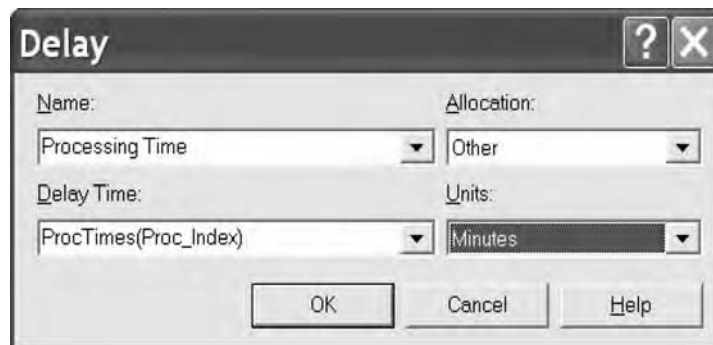 Delay
Name: Allocation:
Processing Time Other
Delay Time: Units:
ProcTimes(Proc_Index) Minutes
OK Cancel Help